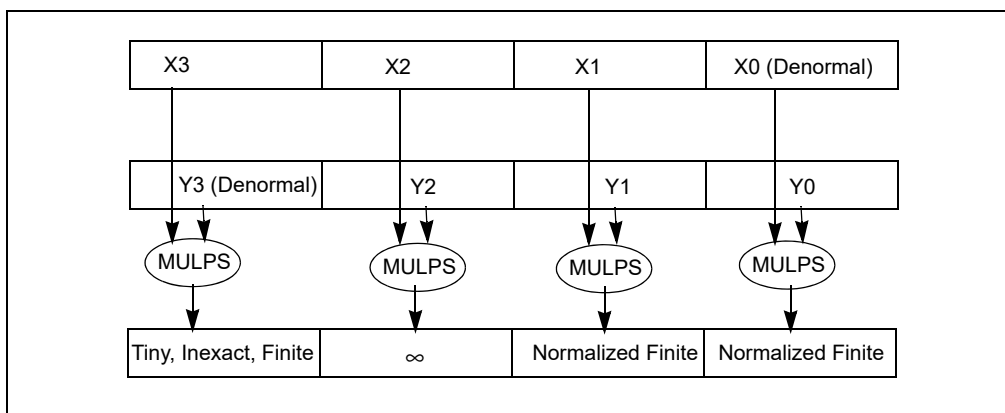 X3 X2 X1 X0 (Denormal)
Y3 (Denormal) Y2 Y1 Y0
MULPS MULPS MULPS MULPS
Tiny, Inexact, Finite ∞ Normalized Finite Normalized Finite